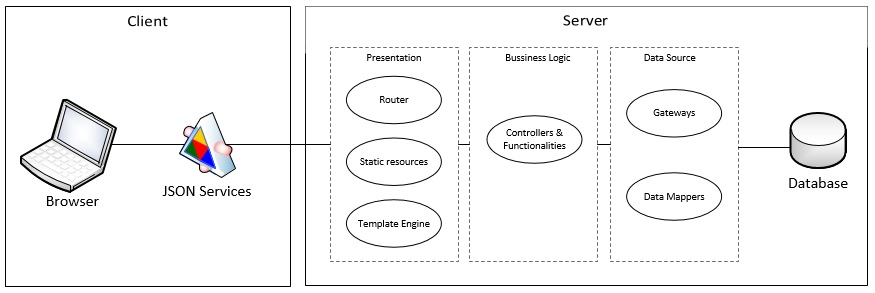 Client
Server
Browser
JSON Services
Presentation
Router
Static resources
Template Engine
Bussiness Logic
Controllers &
Functionalities
Data Source
Gateways
Data Mappers
Database